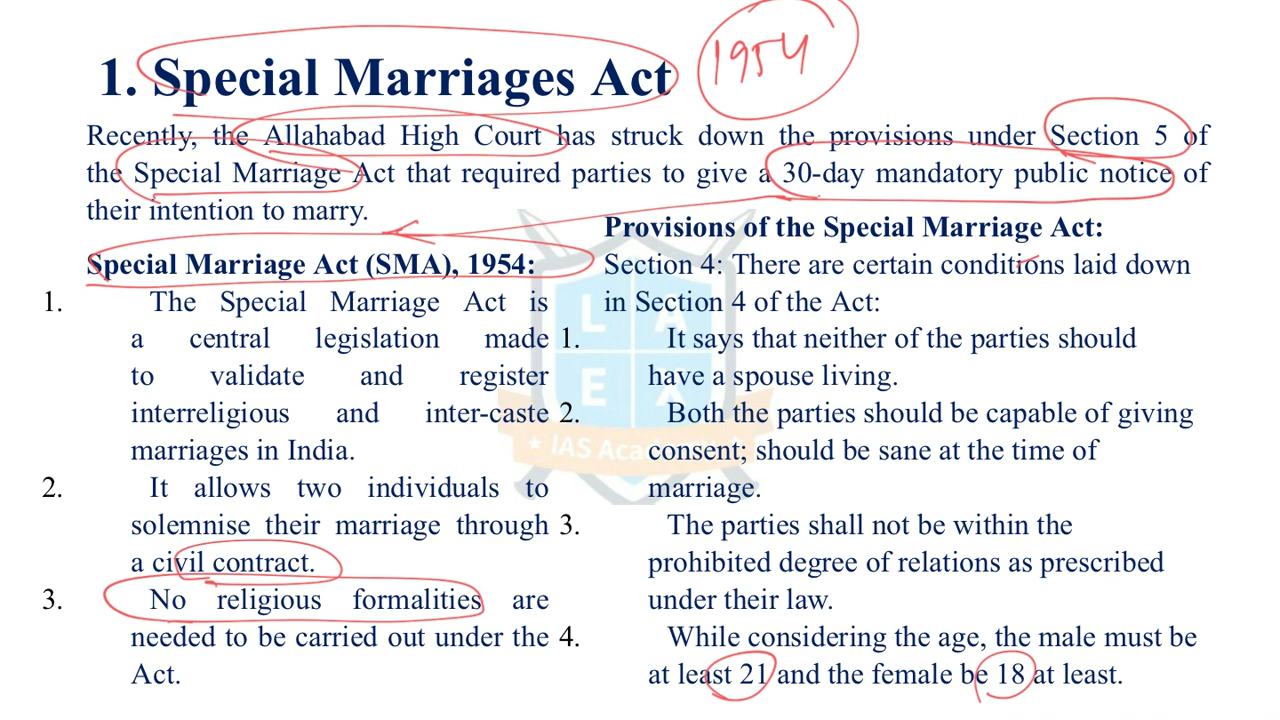 1. Special Marriages Act
1954
Recently, the Allahabad High Court has struck down the provisions under Section 5 of
the Special Marriage Act that required parties to give a 30-day mandatory public notice of
their intention to marry.
Special Marriage Act (SMA), 1954:
1. The Special Marriage Act is
a central legislation made
to validate and register
interreligious and inter-caste
marriages in India.
2. It allows two individuals to
solemnise their marriage through
a civil contract.
3. No religious formalities are
needed to be carried out under the
Act.
Provisions of the Special Marriage Act:
Section 4: There are certain conditions laid down
in Section 4 of the Act:
1. It says that neither of the parties should
have a spouse living.
2. Both the parties should be capable of giving
consent; should be sane at the time of
marriage.
3. The parties shall not be within the
prohibited degree of relations as prescribed
under their law.
4. While considering the age, the male must be
at least 21 and the female be 18 at least.
L A
E X
IAS Academy